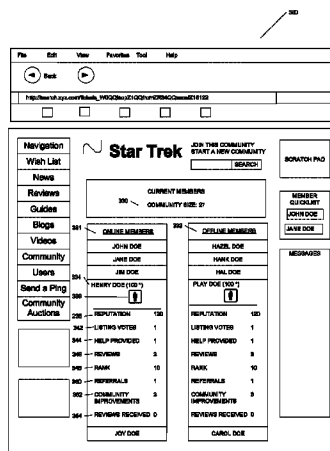 380
File Edit View Favorites Tool Help
Back
Navigation
Wish List
News
Reviews
Guides
Blogs
Videos
Community
Users
Send a Ping
Community
Auctions
Star Trek
JOIN THIS COMMUNITY
START A NEW COMMUNITY
SEARCH
CURRENT MEMBERS
COMMUNITY SIZE: 27
ONLINE MEMBERS
JOHN DOE
JANE DOE
JIM DOE
HENRY DOE (100 *)
REPUTATION 120
LISTING VOTES 1
HELP PROVIDED 1
REVIEWS 3
RANK 10
REFERRALS 1
COMMUNITY
IMPROVEMENTS 3
REVIEWS RECEIVED 0
JOY DOE
OFFLINE MEMBERS
HAZEL DOE
HANK DOE
HAL DOE
PLAY DOE (100 *)
REPUTATION 120
LISTING VOTES 1
HELP PROVIDED 1
REVIEWS 3
RANK 10
REFERRALS 1
COMMUNITY
IMPROVEMENTS 3
REVIEWS RECEIVED 0
CAROL DOE
SCRATCH PAD
MEMBER
QUICKLIST
JOHN DOE
JANE DOE
MESSAGES